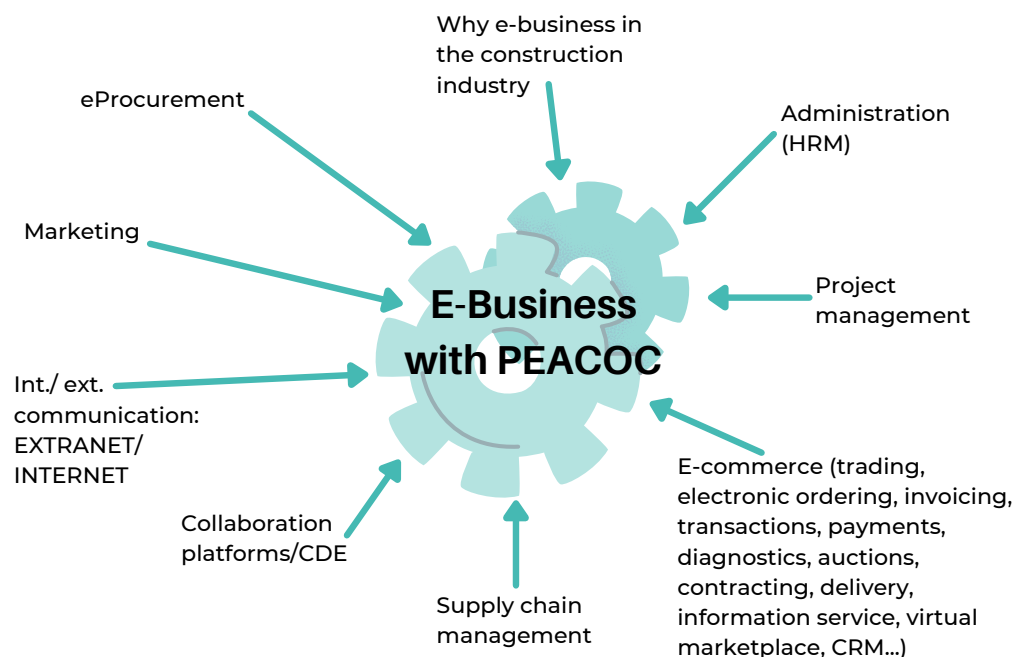 Why e-business in
the construction
industry
eProcurement
Administration
(HRM)
Marketing
Project
management
E-Business
with PEACOC
Int./ ext.
communication:
EXTRANET/
INTERNET
E-commerce (trading,
electronic ordering, invoicing,
transactions, payments,
diagnostics, auctions,
contracting, delivery,
information service, virtual
marketplace, CRM...)
Collaboration
platforms/CDE
Supply chain
management